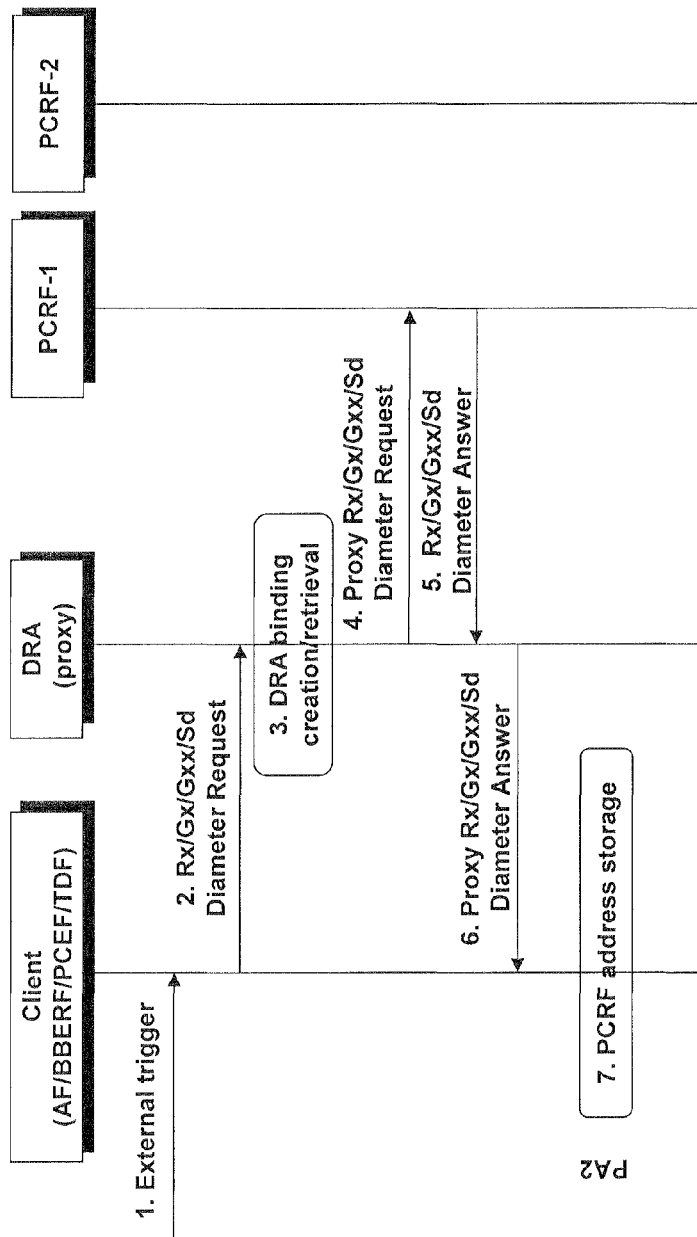 Client
(AF/BBERF/PCEF/TDF)
DRA
(proxy)
PCRF-1
PCRF-2
1. External trigger
2. Rx/Gx/Gxx/Sd
Diameter Request
3. DRA binding
creation/retrieval
4. Proxy Rx/Gx/Gxx/Sd
Diameter Request
5. Rx/Gx/Gxx/Sd
Diameter Answer
6. Proxy Rx/Gx/Gxx/Sd
Diameter Answer
7. PCRF address storage
PA2